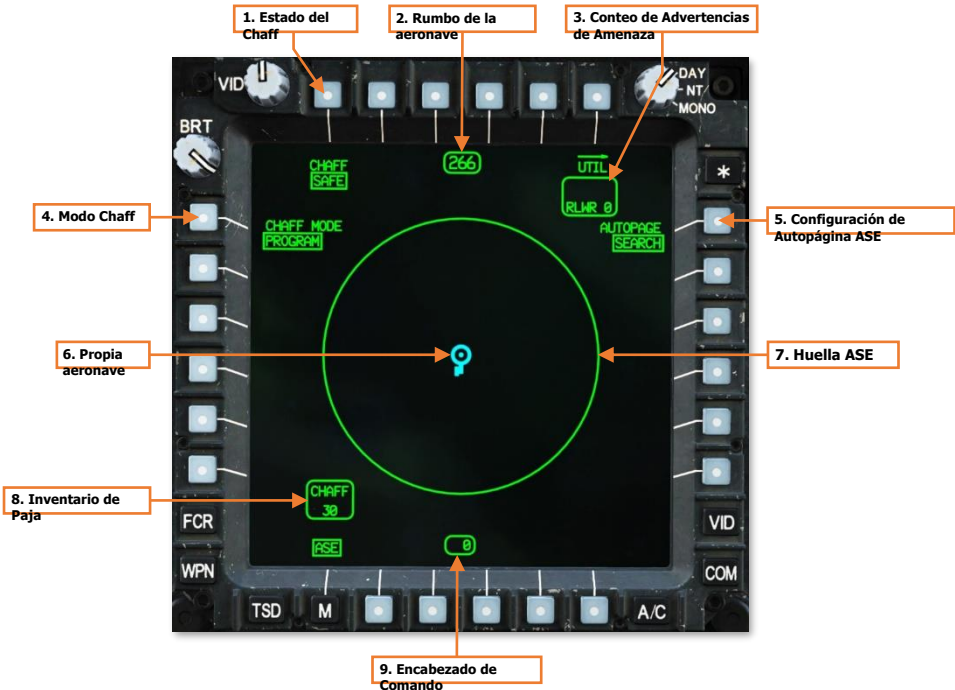 1. Estado del
Chaff
2. Rumbo de la
aeronave
3. Conteo de Advertencias
de Amenaza
VID
DAY
NT
MONO
BRT
CHAFF
SAFE
266
UTIL
RLWR 0
*
4. Modo Chaff
CHAFF MODE
PROGRAM
AUTOPAGE
SEARCH
5. Configuración de
Autopágina ASE
6. Propia
aeronave
7. Huella ASE
8. Inventario de
Paja
CHAFF
30
FCR
VID
ASE
0
WPN
COM
TSD
M
A/C
9. Encabezado de
Comando